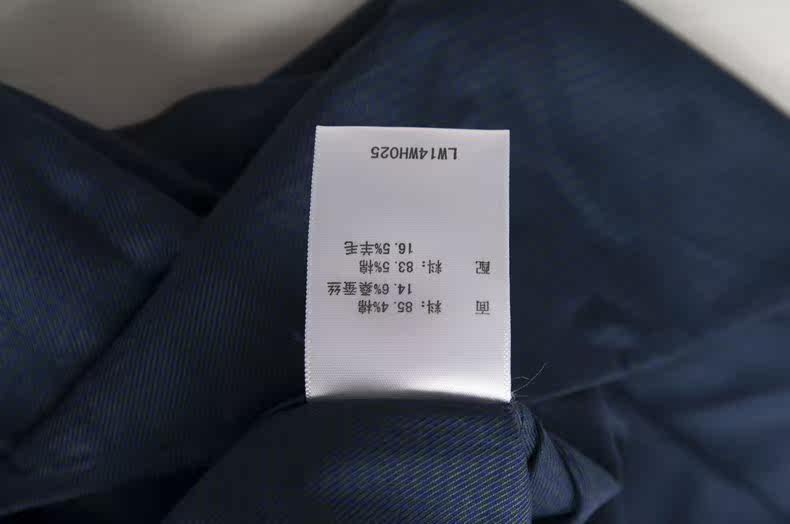 面 料：85.4%棉
14.6%桑蚕丝
配 料：83.5%棉
16.5%羊毛
LW14WH025